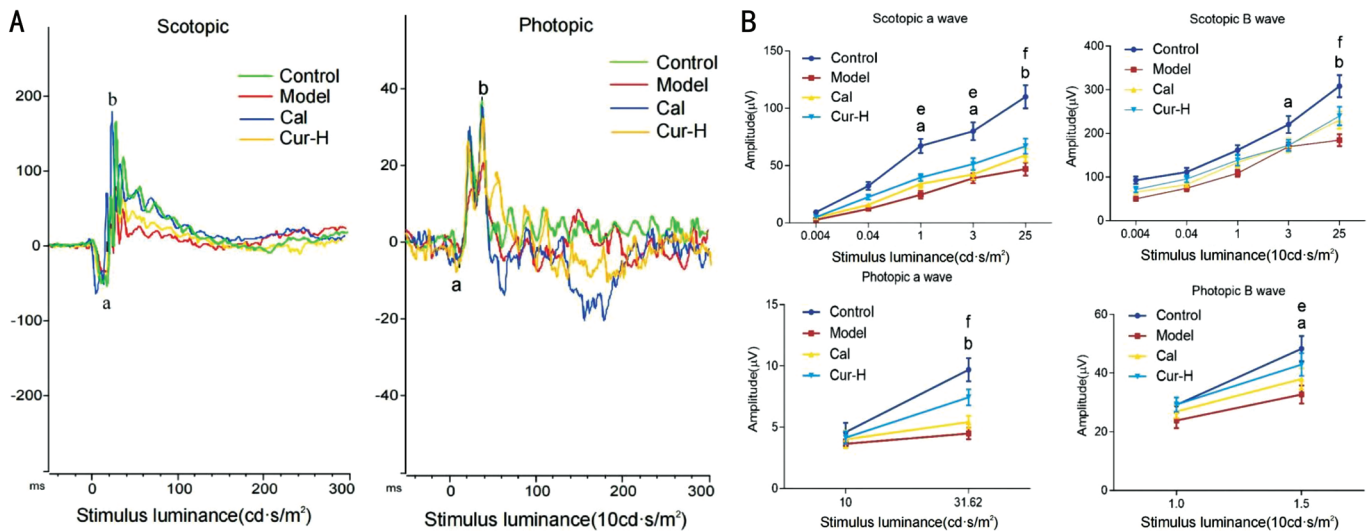 A
Scotopic
200
100
0
-100
-200
b
a
Control
Model
Cal
Cur-H
ms
0
100
200
300
Stimulus luminance(cd·s/m²)
Photopic
40
20
0
-20
-40
b
a
Control
Model
Cal
Cur-H
0
100
200
300
Stimulus luminance(10cd·s/m²)
B
Scotopic a wave
Amplitude(μV)
150
100
50
0
Control
Model
Cal
Cur-H
e
a
e
a
f
b
0.004
0.04
1
3
25
Stimulus luminance(cd·s/m²)
Scotopic B wave
Amplitude(μV)
400
300
200
100
0
Control
Model
Cal
Cur-H
a
f
b
0.004
0.04
1
3
25
Stimulus luminance(10cd·s/m²)
Photopic a wave
Amplitude(μV)
15
10
5
0
Control
Model
Cal
Cur-H
f
b
10
31.62
Stimulus luminance(cd·s/m²)
Photopic B wave
Amplitude(μV)
60
40
20
0
Control
Model
Cal
Cur-H
e
a
1.0
1.5
Stimulus luminance(10cd·s/m²)